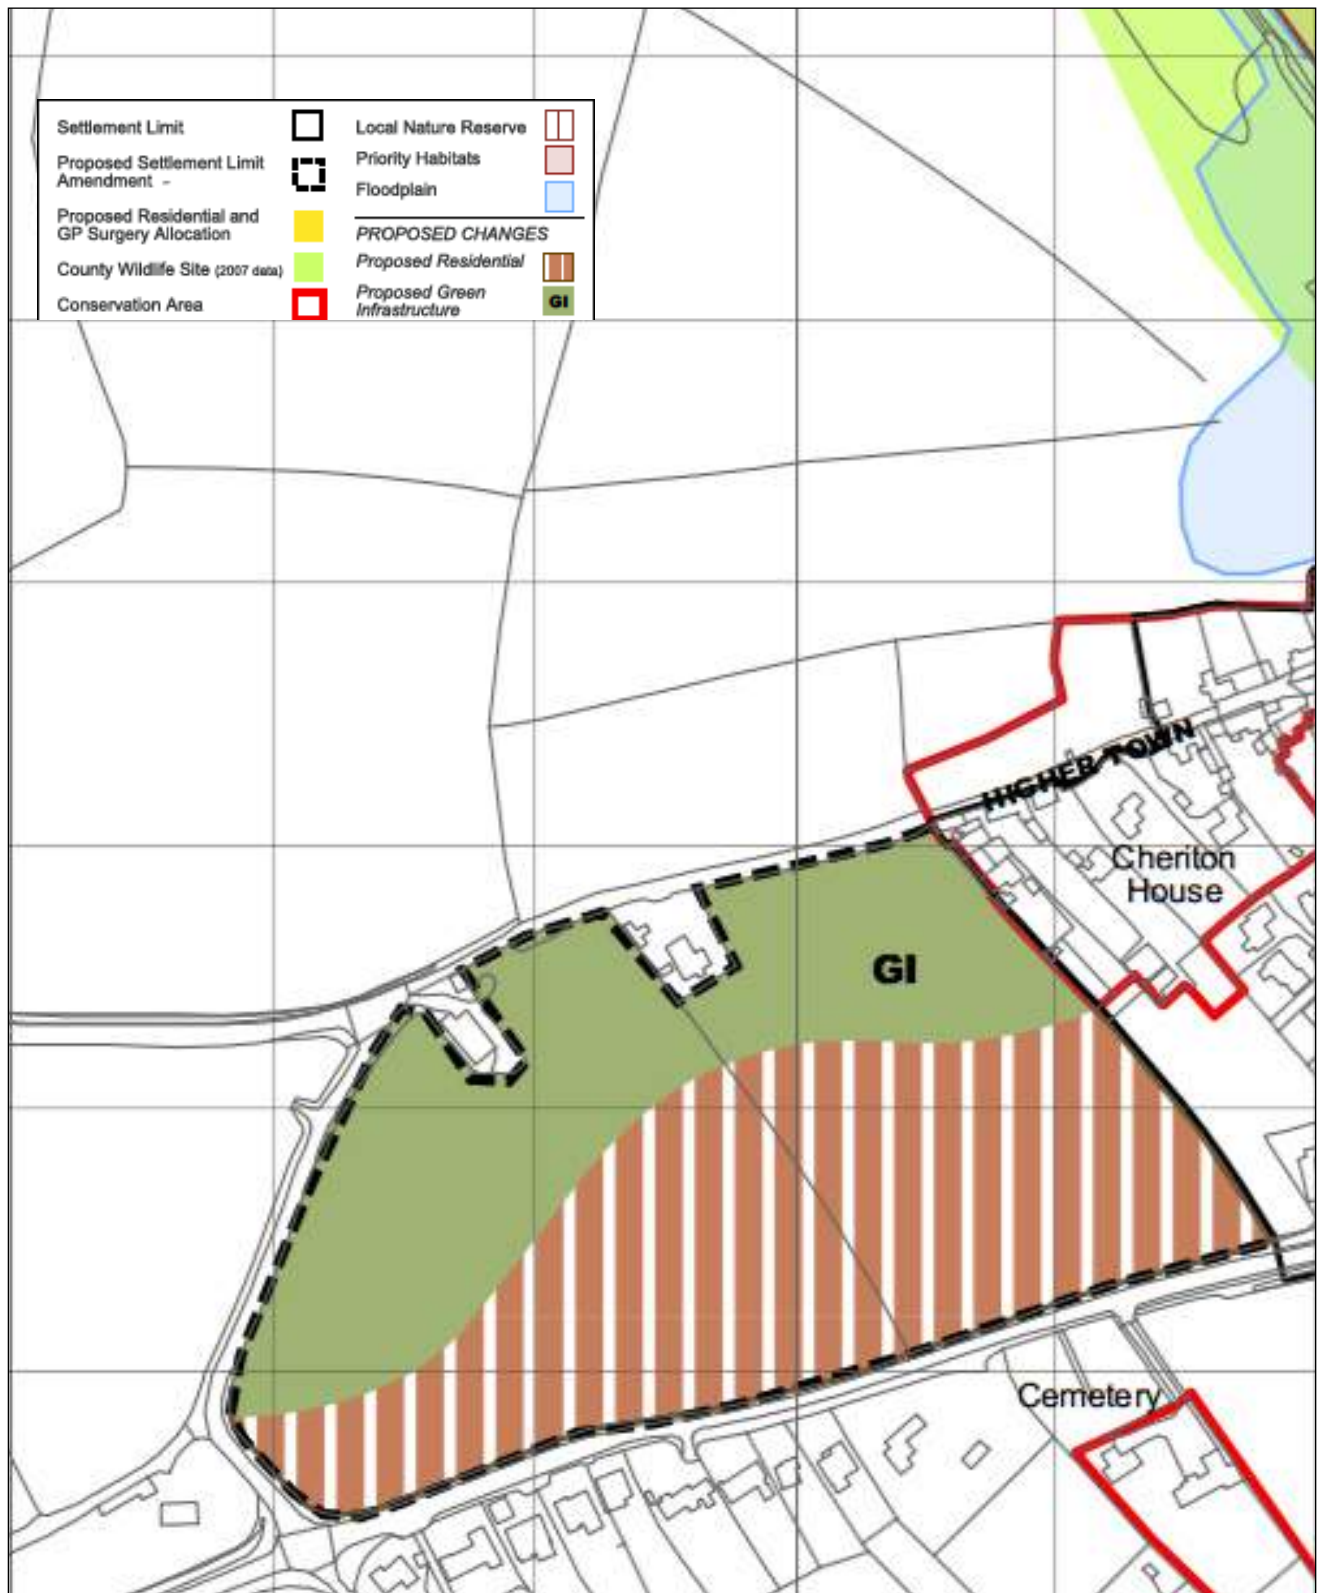 Settlement Limit
Proposed Settlement Limit
Amendment -
Proposed Residential and
GP Surgery Allocation
County Wildlife Site (2007 data)
Conservation Area
Local Nature Reserve
Priority Habitats
Floodplain
PROPOSED CHANGES
Proposed Residential
Proposed Green
Infrastructure
GI
HIGHER TOWN
Cheriton
House
GI
Cemetery